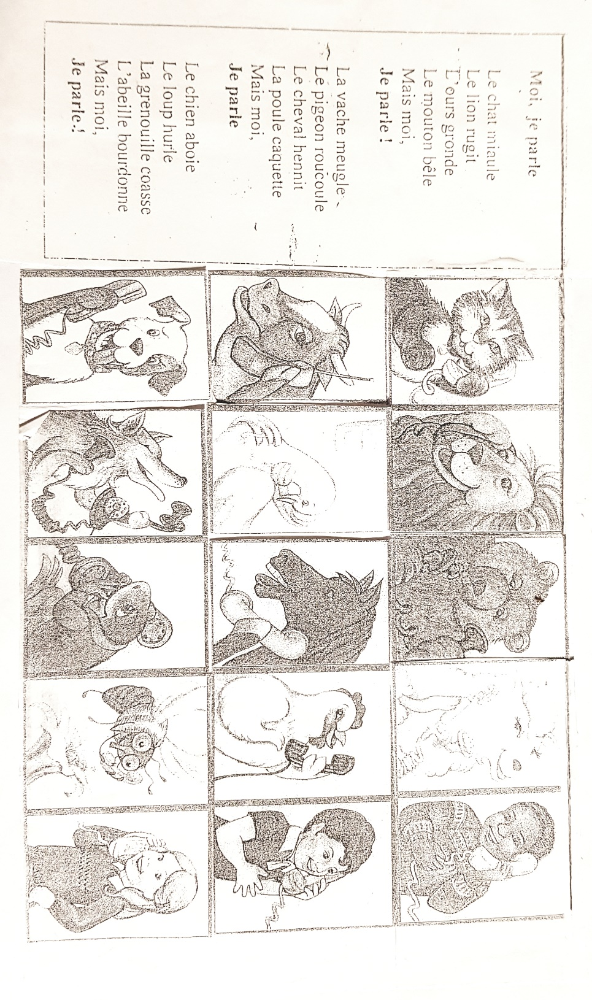 Moi, je parle
Le chat miaule
Le lion rugit
L'ours gronde
Le mouton bêle
Mais moi,
Je parle !
La vache meugle
Le pigeon roucoule
Le cheval hennit
La poule caquette
Mais moi,
Je parle
Le chien aboie
Le loup hurle
La grenouille coasse
L'abeille bourdonne
Mais moi,
Je parle !